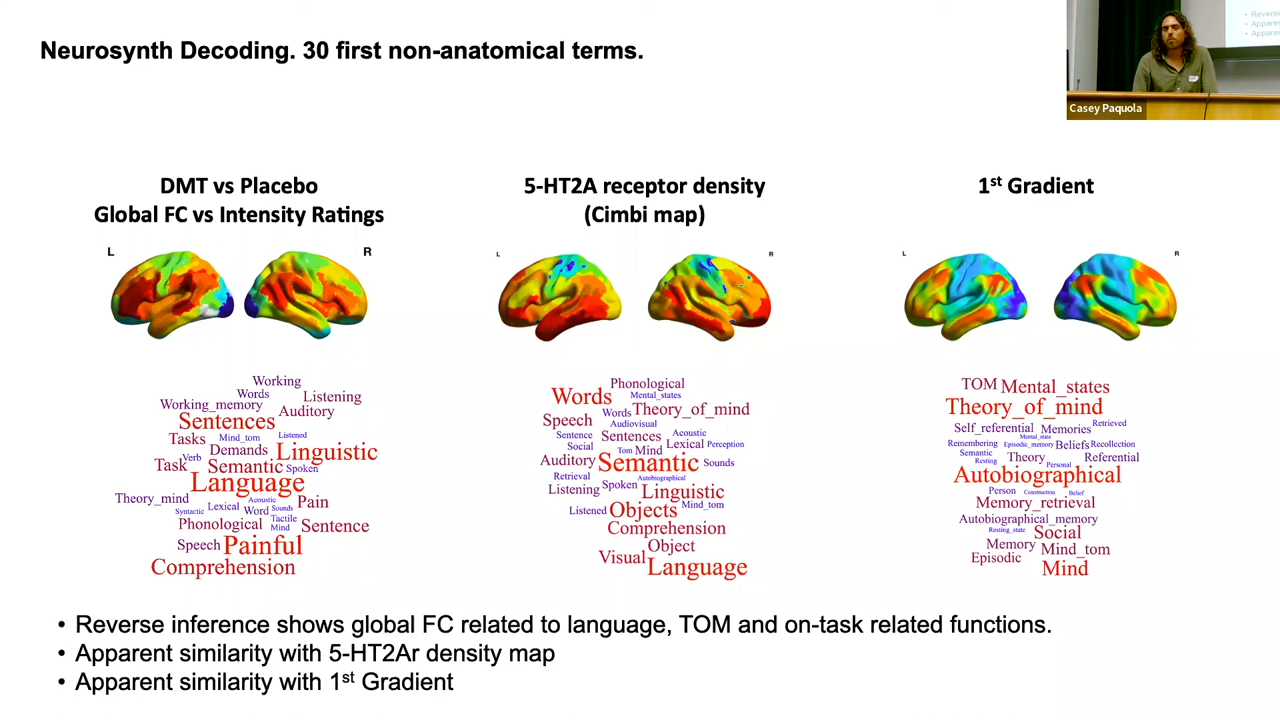 Neurosynth Decoding. 30 first non-anatomical terms.
• Reverse
• Apparent
• Apparent
Casey Paquola
DMT vs Placebo
Global FC vs Intensity Ratings
L
R
Working
Words
Listening
Working_memory
Auditory
Sentences
Tasks
Mind_tom
Listened
Demands
Linguistic
Verb
Task
Semantic
Spoken
Language
Theory_mind
Acoustic
Pain
Syntactic
Lexical
Word
Sounds
Phonological
Tactile
Mind
Sentence
Speech
Painful
Comprehension
5-HT2A receptor density
(Cimbi map)
L
R
Phonological
Words
Mental_states
Words
Theory_of_mind
Speech
Audiovisual
Sentence
Sentences
Acoustic
Social
Lexical
Perception
Tom
Mind
Auditory
Semantic
Sounds
Retrieval
Autobiographical
Listening
Spoken
Linguistic
Listened
Objects
Mind_tom
Comprehension
Object
Visual
Language
1st Gradient
L
R
TOM
Mental_states
Theory_of_mind
Self_referential
Memories
Retrieved
Mental_state
Remembering
Episodic_memory
Beliefs
Recollection
Semantic
Resting
Theory
Personal
Referential
Autobiographical
Person
Construction
Belief
Memory_retrieval
Autobiographical_memory
Resting_state
Social
Memory
Mind_tom
Episodic
Mind
• Reverse inference shows global FC related to language, TOM and on-task related functions.
• Apparent similarity with 5-HT2Ar density map
• Apparent similarity with 1st Gradient